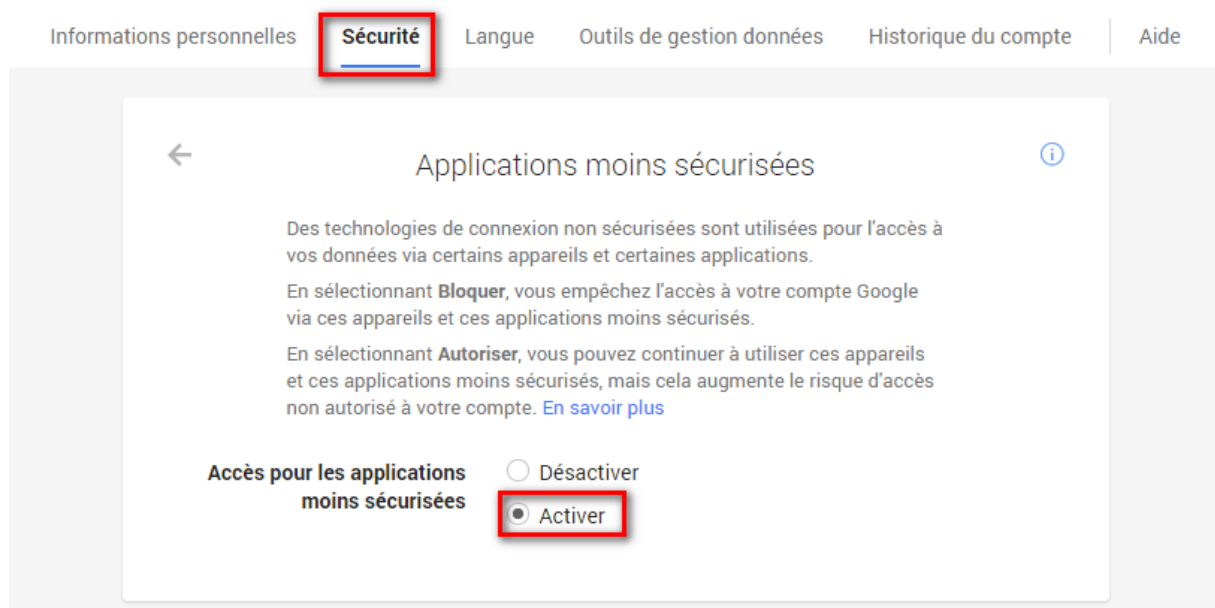 Informations personnelles Sécurité Langue Outils de gestion données Historique du compte Aide
Applications moins sécurisées
Des technologies de connexion non sécurisées sont utilisées pour l'accès à
vos données via certains appareils et certaines applications.
En sélectionnant Bloquer, vous empêchez l'accès à votre compte Google
via ces appareils et ces applications moins sécurisés.
En sélectionnant Autoriser, vous pouvez continuer à utiliser ces appareils
et ces applications moins sécurisés, mais cela augmente le risque d'accès
non autorisé à votre compte. En savoir plus
Accès pour les applications
moins sécurisées
Désactiver
Activer